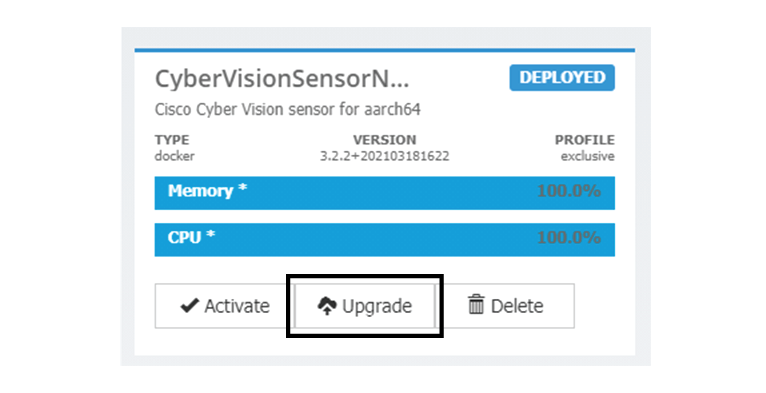 CyberVisionSensorN... DEPLOYED
Cisco Cyber Vision sensor for aarch64
TYPE VERSION PROFILE
docker 3.2.2+202103181622 exclusive
Memory * 100.0%
CPU * 100.0%
Activate Upgrade Delete